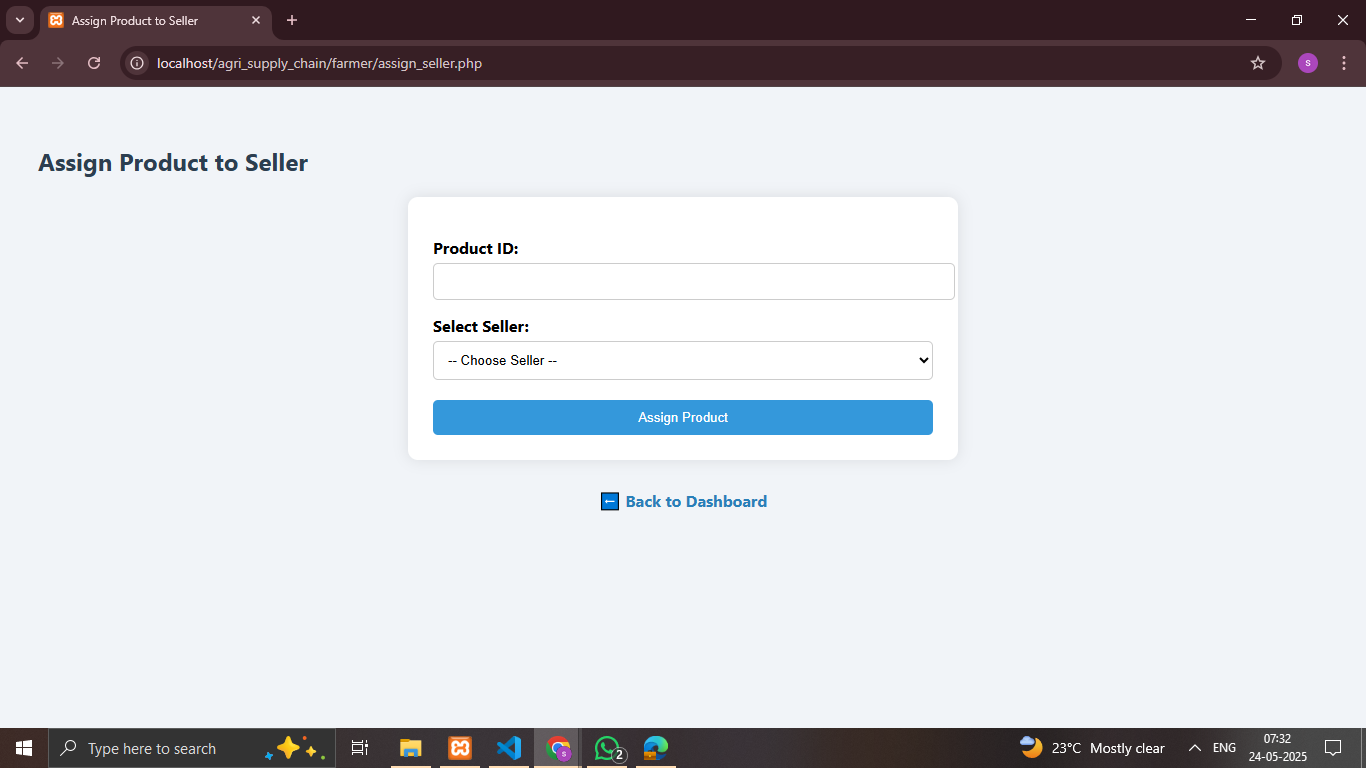 Assign Product to Seller
localhost/agri_supply_chain/farmer/assign_seller.php
s
Assign Product to Seller
Product ID:
Select Seller:
-- Choose Seller --
Assign Product
← Back to Dashboard
Type here to search
s
2
23°C Mostly clear
ENG
07:32
24-05-2025